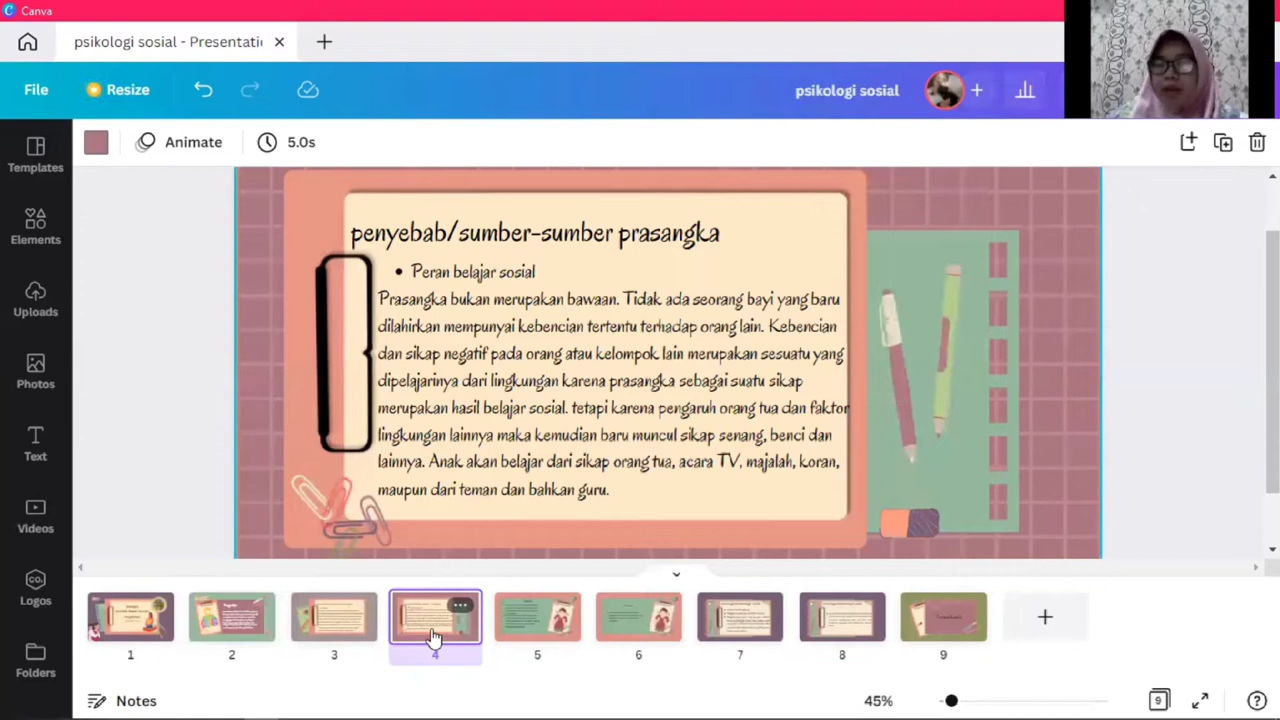 Canva
psikologi sosial - Presentatio
File
Resize
psikologi sosial
Animate
5.0s
Templates
Elements
Uploads
Photos
Text
Videos
CO.
Logos
Folders
penyebab/sumber-sumber prasangka
• Peran belajar sosial
Prasangka bukan merupakan bawaan. Tidak ada seorang bayi yang baru
dilahirkan mempunyai kebencian tertentu terhadap orang lain. Kebencian
dan sikap negatif pada orang atau kelompok lain merupakan sesuatu yang
dipelajarinya dari lingkungan karena prasangka sebagai suatu sikap
merupakan hasil belajar sosial. tetapi karena pengaruh orang tua dan faktor
lingkungan lainnya maka kemudian baru muncul sikap senang, benci dan
lainnya. Anak akan belajar dari sikap orang tua, acara TV, majalah, koran,
maupun dari teman dan bahkan guru.
1
2
3
4
5
6
7
8
9
Notes
45%
9